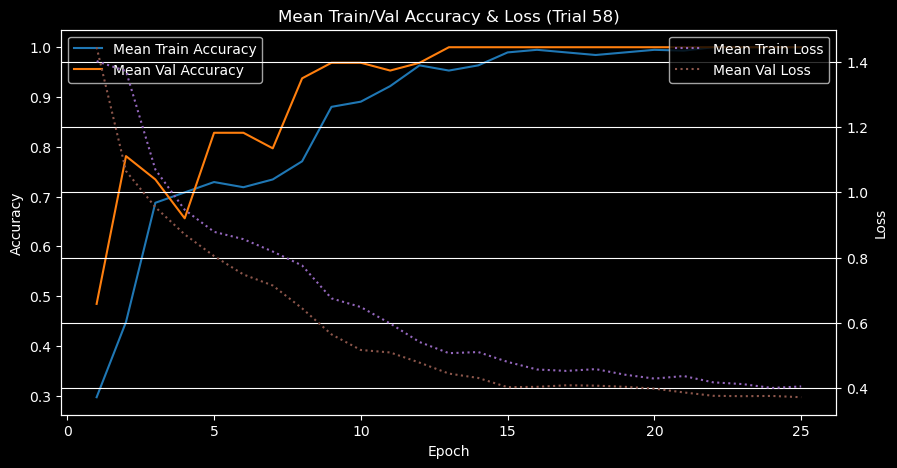 Mean Train/Val Accuracy & Loss (Trial 58)
Mean Train Accuracy
Mean Val Accuracy
Mean Train Loss
Mean Val Loss
1.0
0.9
0.8
0.7
0.6
0.5
0.4
0.3
Accuracy
1.4
1.2
1.0
0.8
0.6
0.4
Loss
0
5
10
15
20
25
Epoch